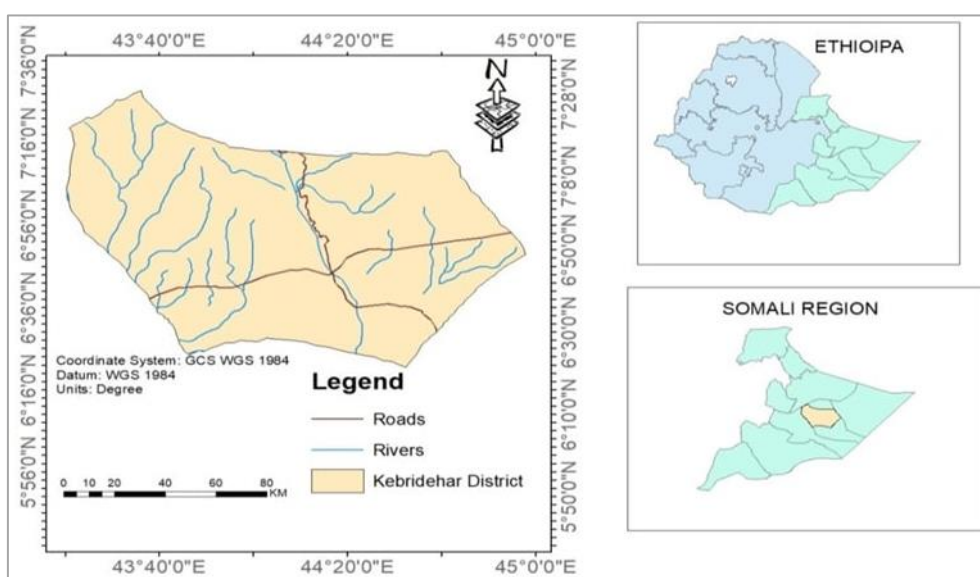 43°40'0"E 44°20'0"E 45°0'0"E
7°36'0"N
7°16'0"N
6°56'0"N
6°36'0"N
6°16'0"N
5°56'0"N
N
7°28'0"N
7°8'0"N
6°50'0"N
6°30'0"N
6°10'0"N
5°50'0"N
Coordinate System: GCS WGS 1984
Datum: WGS 1984
Units: Degree
Legend
Roads
Rivers
Kebridehar District
0 5 10 20 40 60 80
KM
43°40'0"E 44°20'0"E 45°0'0"E
ETHIOIPA
SOMALI REGION